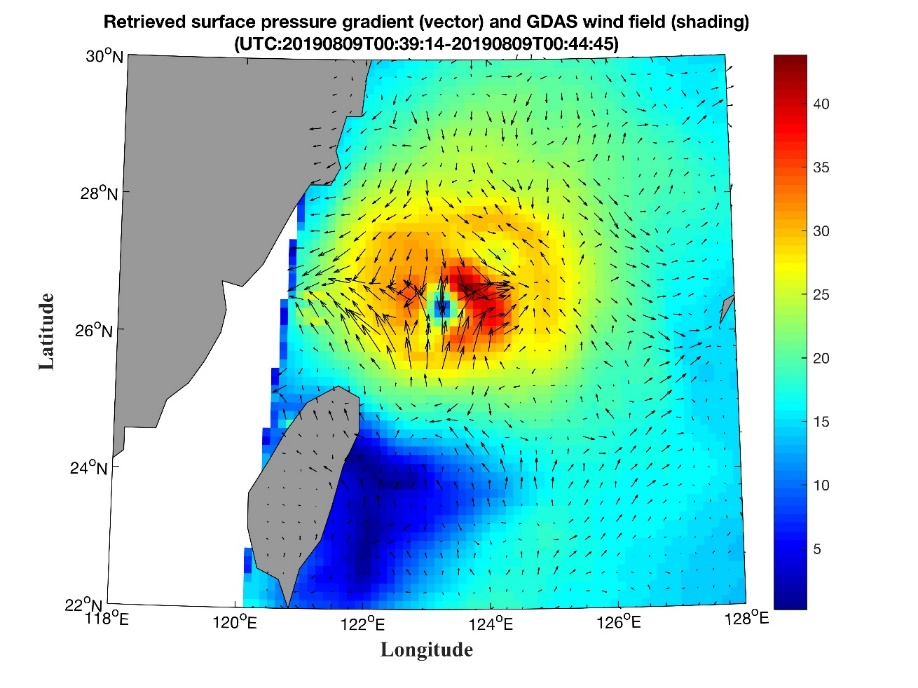 Retrieved surface pressure gradient (vector) and GDAS wind field (shading)
(UTC:20190809T00:39:14-20190809T00:44:45)
30°N
28°N
26°N
24°N
22°N
Latitude
118°E 120°E 122°E 124°E 126°E 128°E
Longitude
40
35
30
25
20
15
10
5